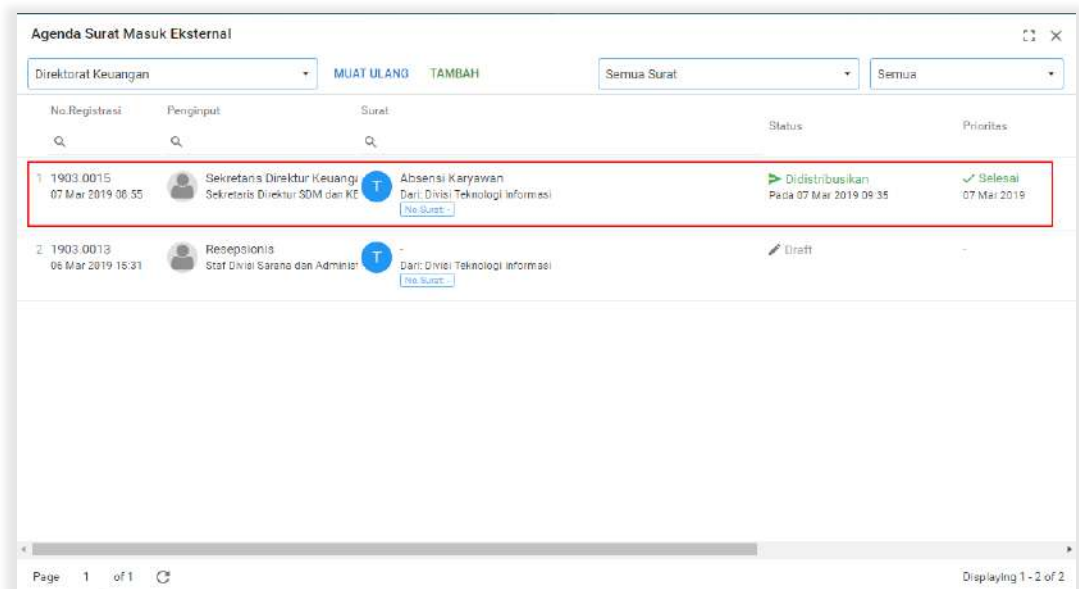 Agenda Surat Masuk Eksternal
Direktorat Keuangan MUAT ULANG TAMBAH Semua Surat Semua
No.Registrasi Penginput Surat
Status Prioritas
1 1903.0015 Sekretaris Direktur Keuanga T Absensi Karyawan Didistribusikan Selesai
07 Mar 2019 08:55 Sekretaris Direktur SDM dan KE Dari: Divisi Teknologi Informasi Pada 07 Mar 2019 09:35 07 Mar 2019
No Surat: -
2 1903.0013 Resepsionis T - Draft -
06 Mar 2019 15:31 Staf Divisi Sarana dan Administ Dari: Divisi Teknologi Informasi
No Surat: -
Page 1 of 1 Displaying 1 - 2 of 2